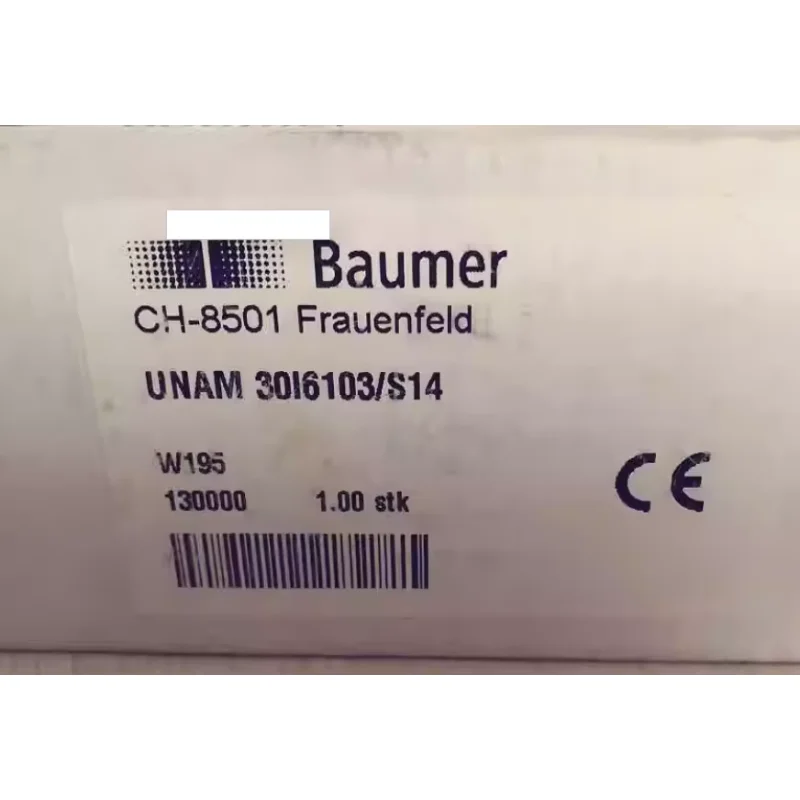 Baumer
CH-8501 Frauenfeld
UNAM 30I6103/S14
W195
130000 1.00 stk
CE